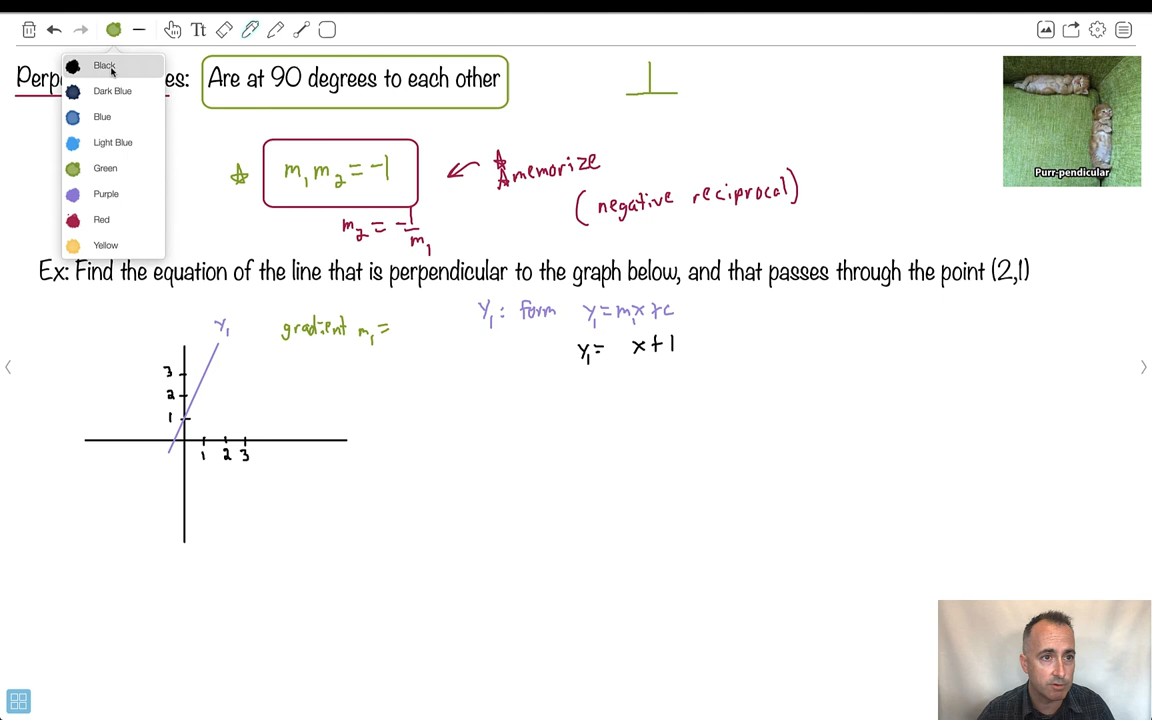 Tt
Black
Perp es: Are at 90 degrees to each other
Dark Blue
Blue
Light Blue
Green
Purple
Red
Yellow
m₁m₂ = -1
memorize
(negative reciprocal)
m₂ = -1/m₁
Purr-pendicular
Ex: Find the equation of the line that is perpendicular to the graph below, and that passes through the point (2,1)
Y₁: form y₁=m₁x+c
y₁= x+1
Y₁
gradient m₁=
3
2
1
1 2 3